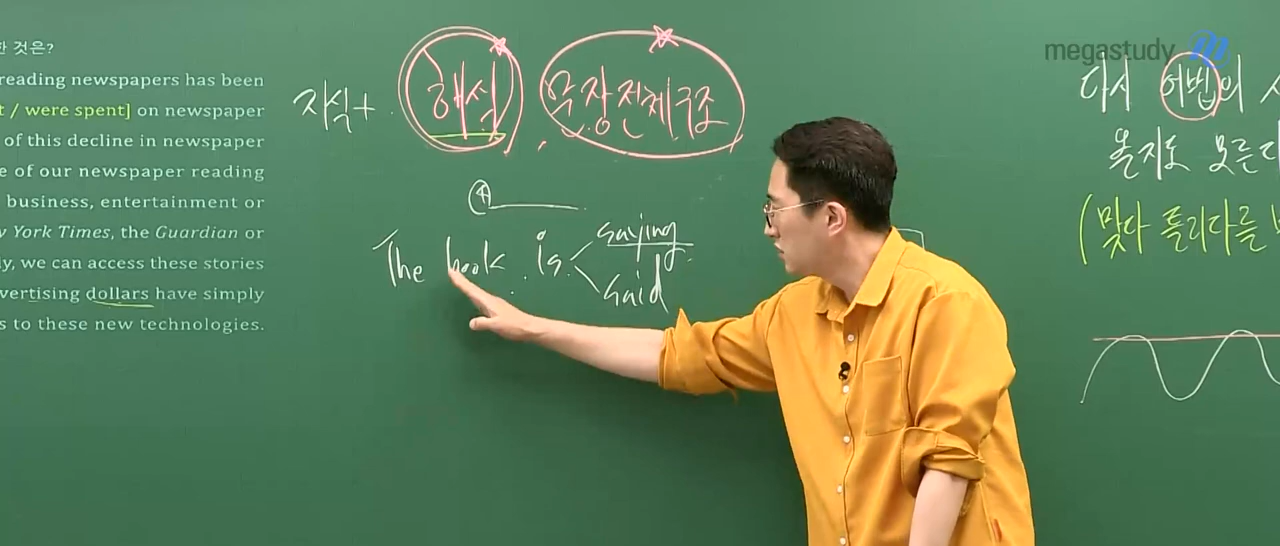 한 것은?
reading newspapers has been
t / were spent] on newspaper
of this decline in newspaper
e of our newspaper reading
business, entertainment or
w York Times, the Guardian or
ly, we can access these stories
vertising dollars have simply
s to these new technologies.
지식+ 해석, 문장전체구조
④
The book is saying
said
megastudy M
다시 어법의
올지도 모른다
(맞다 틀리다를